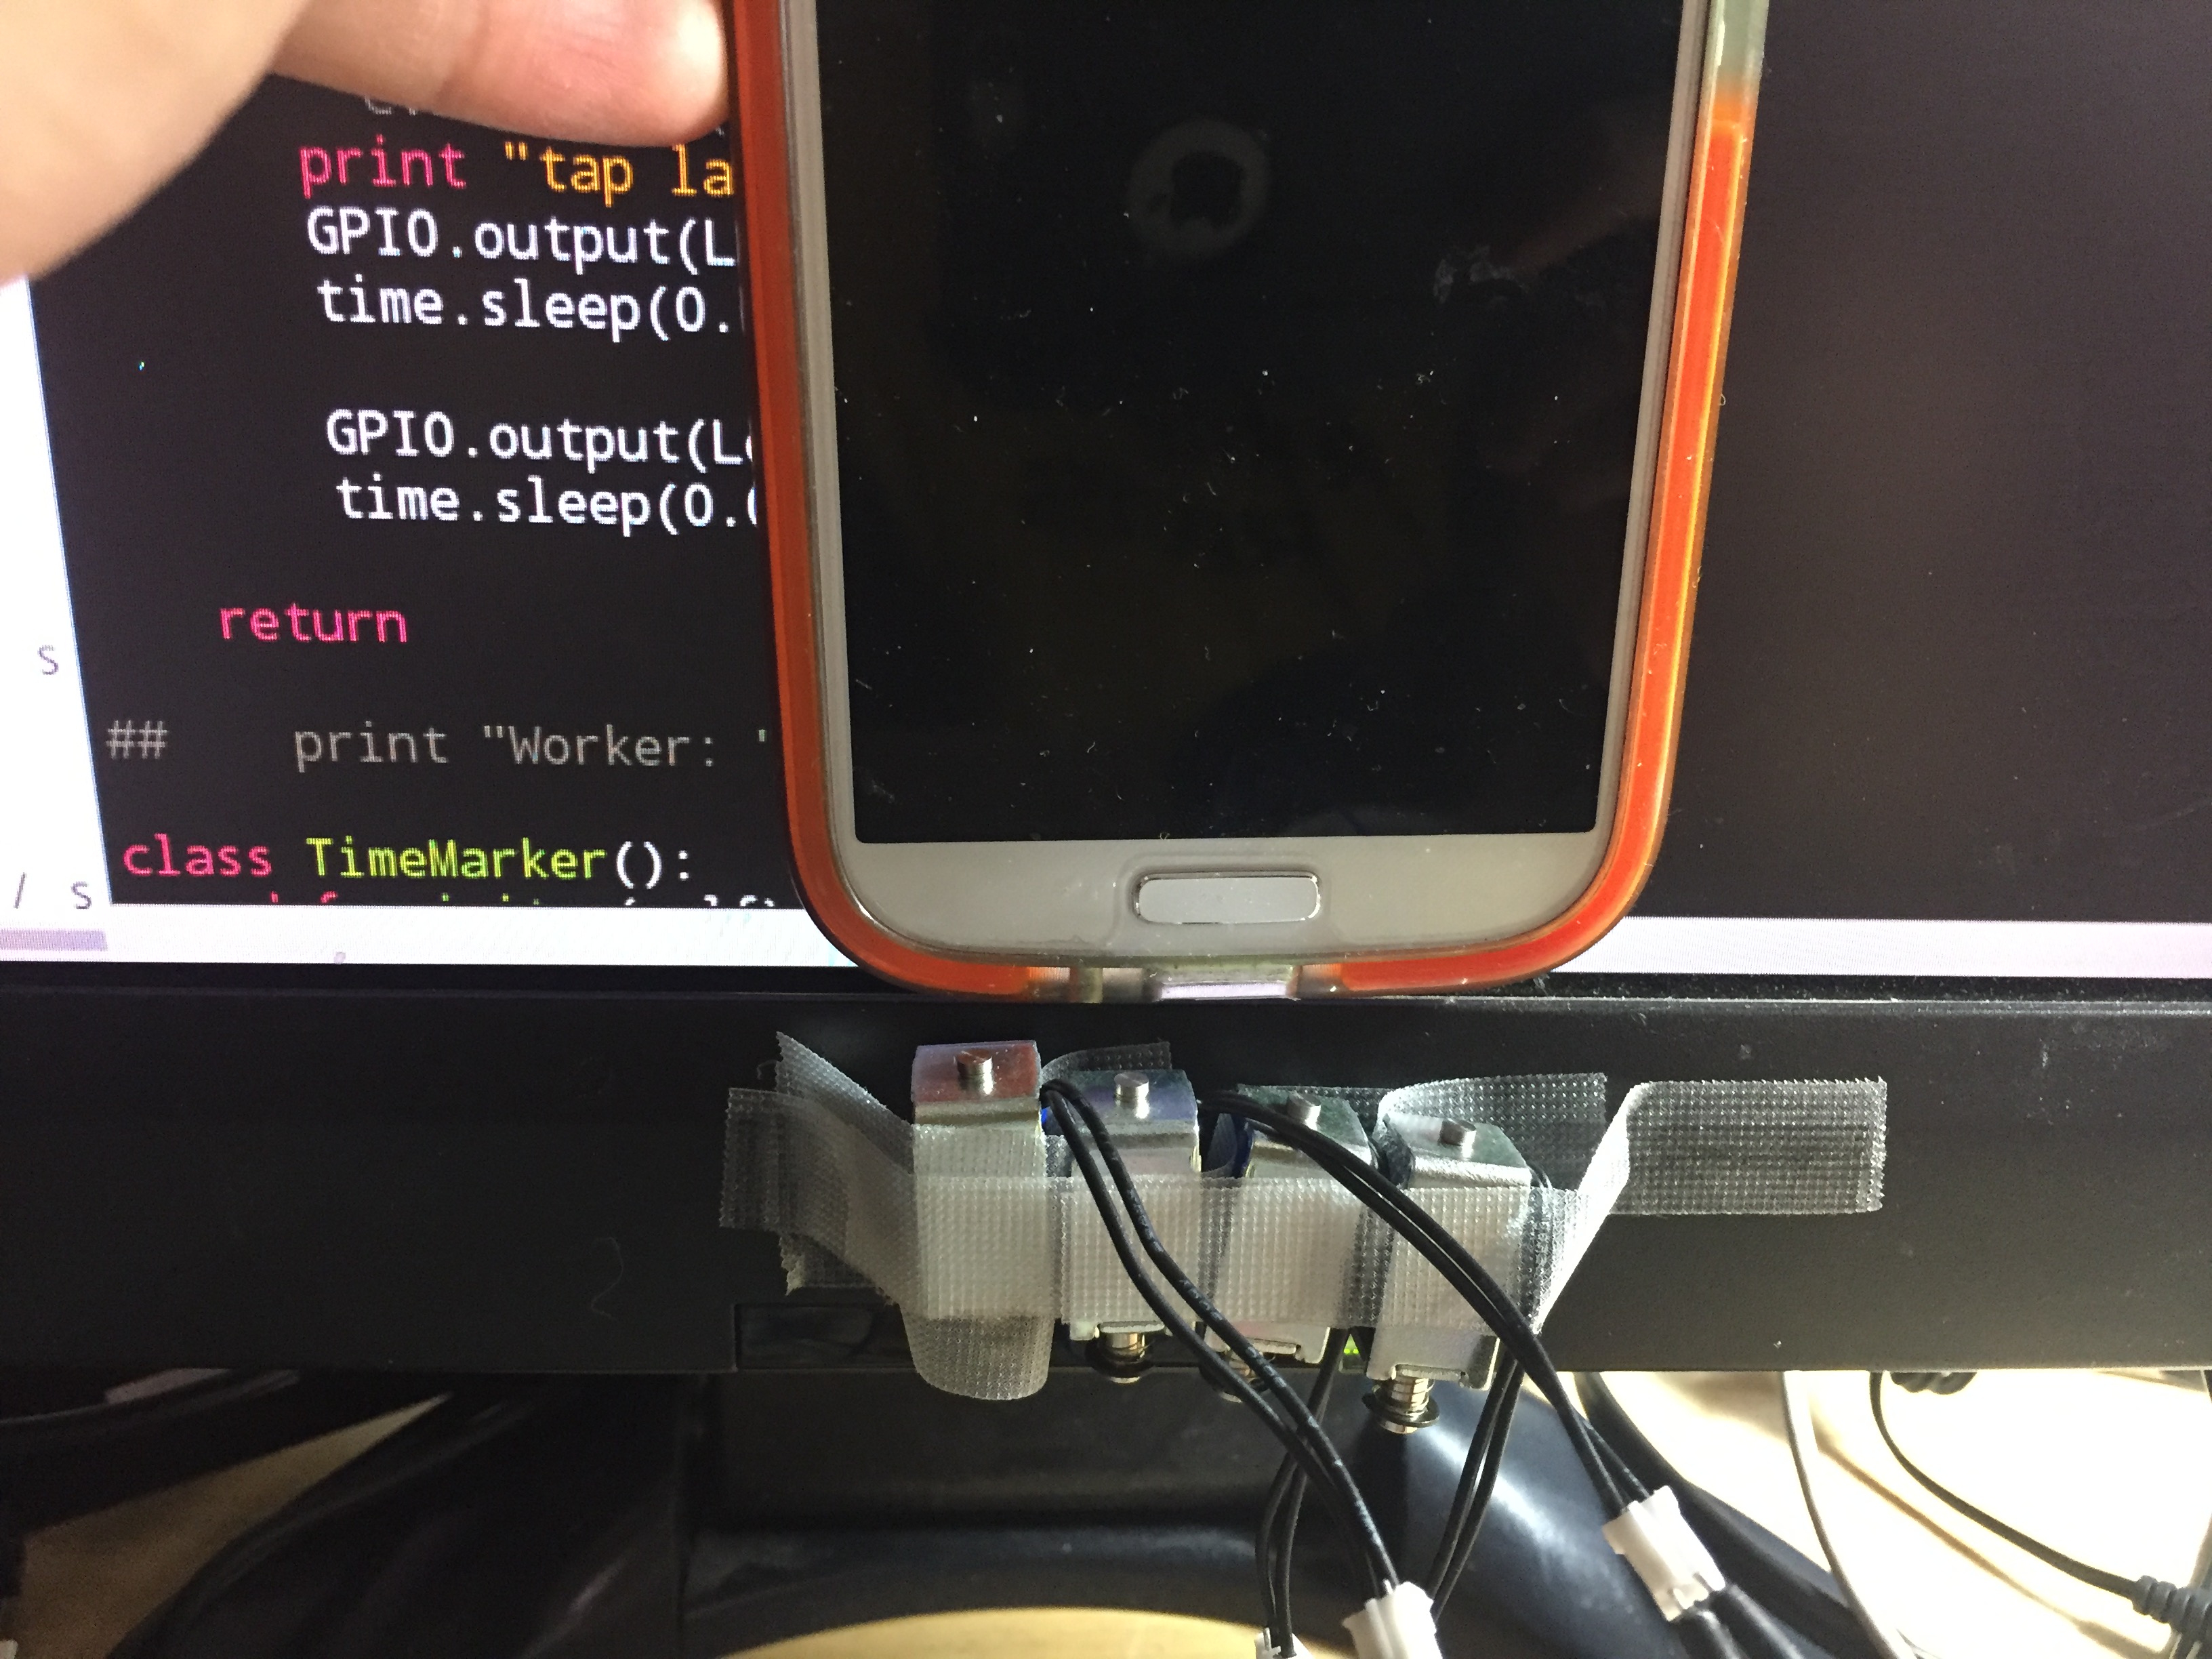 print "tap la
GPIO.output(L
time.sleep(0.
GPIO.output(L
time.sleep(0.
return
s
## print "Worker: "
class TimeMarker():
/ s